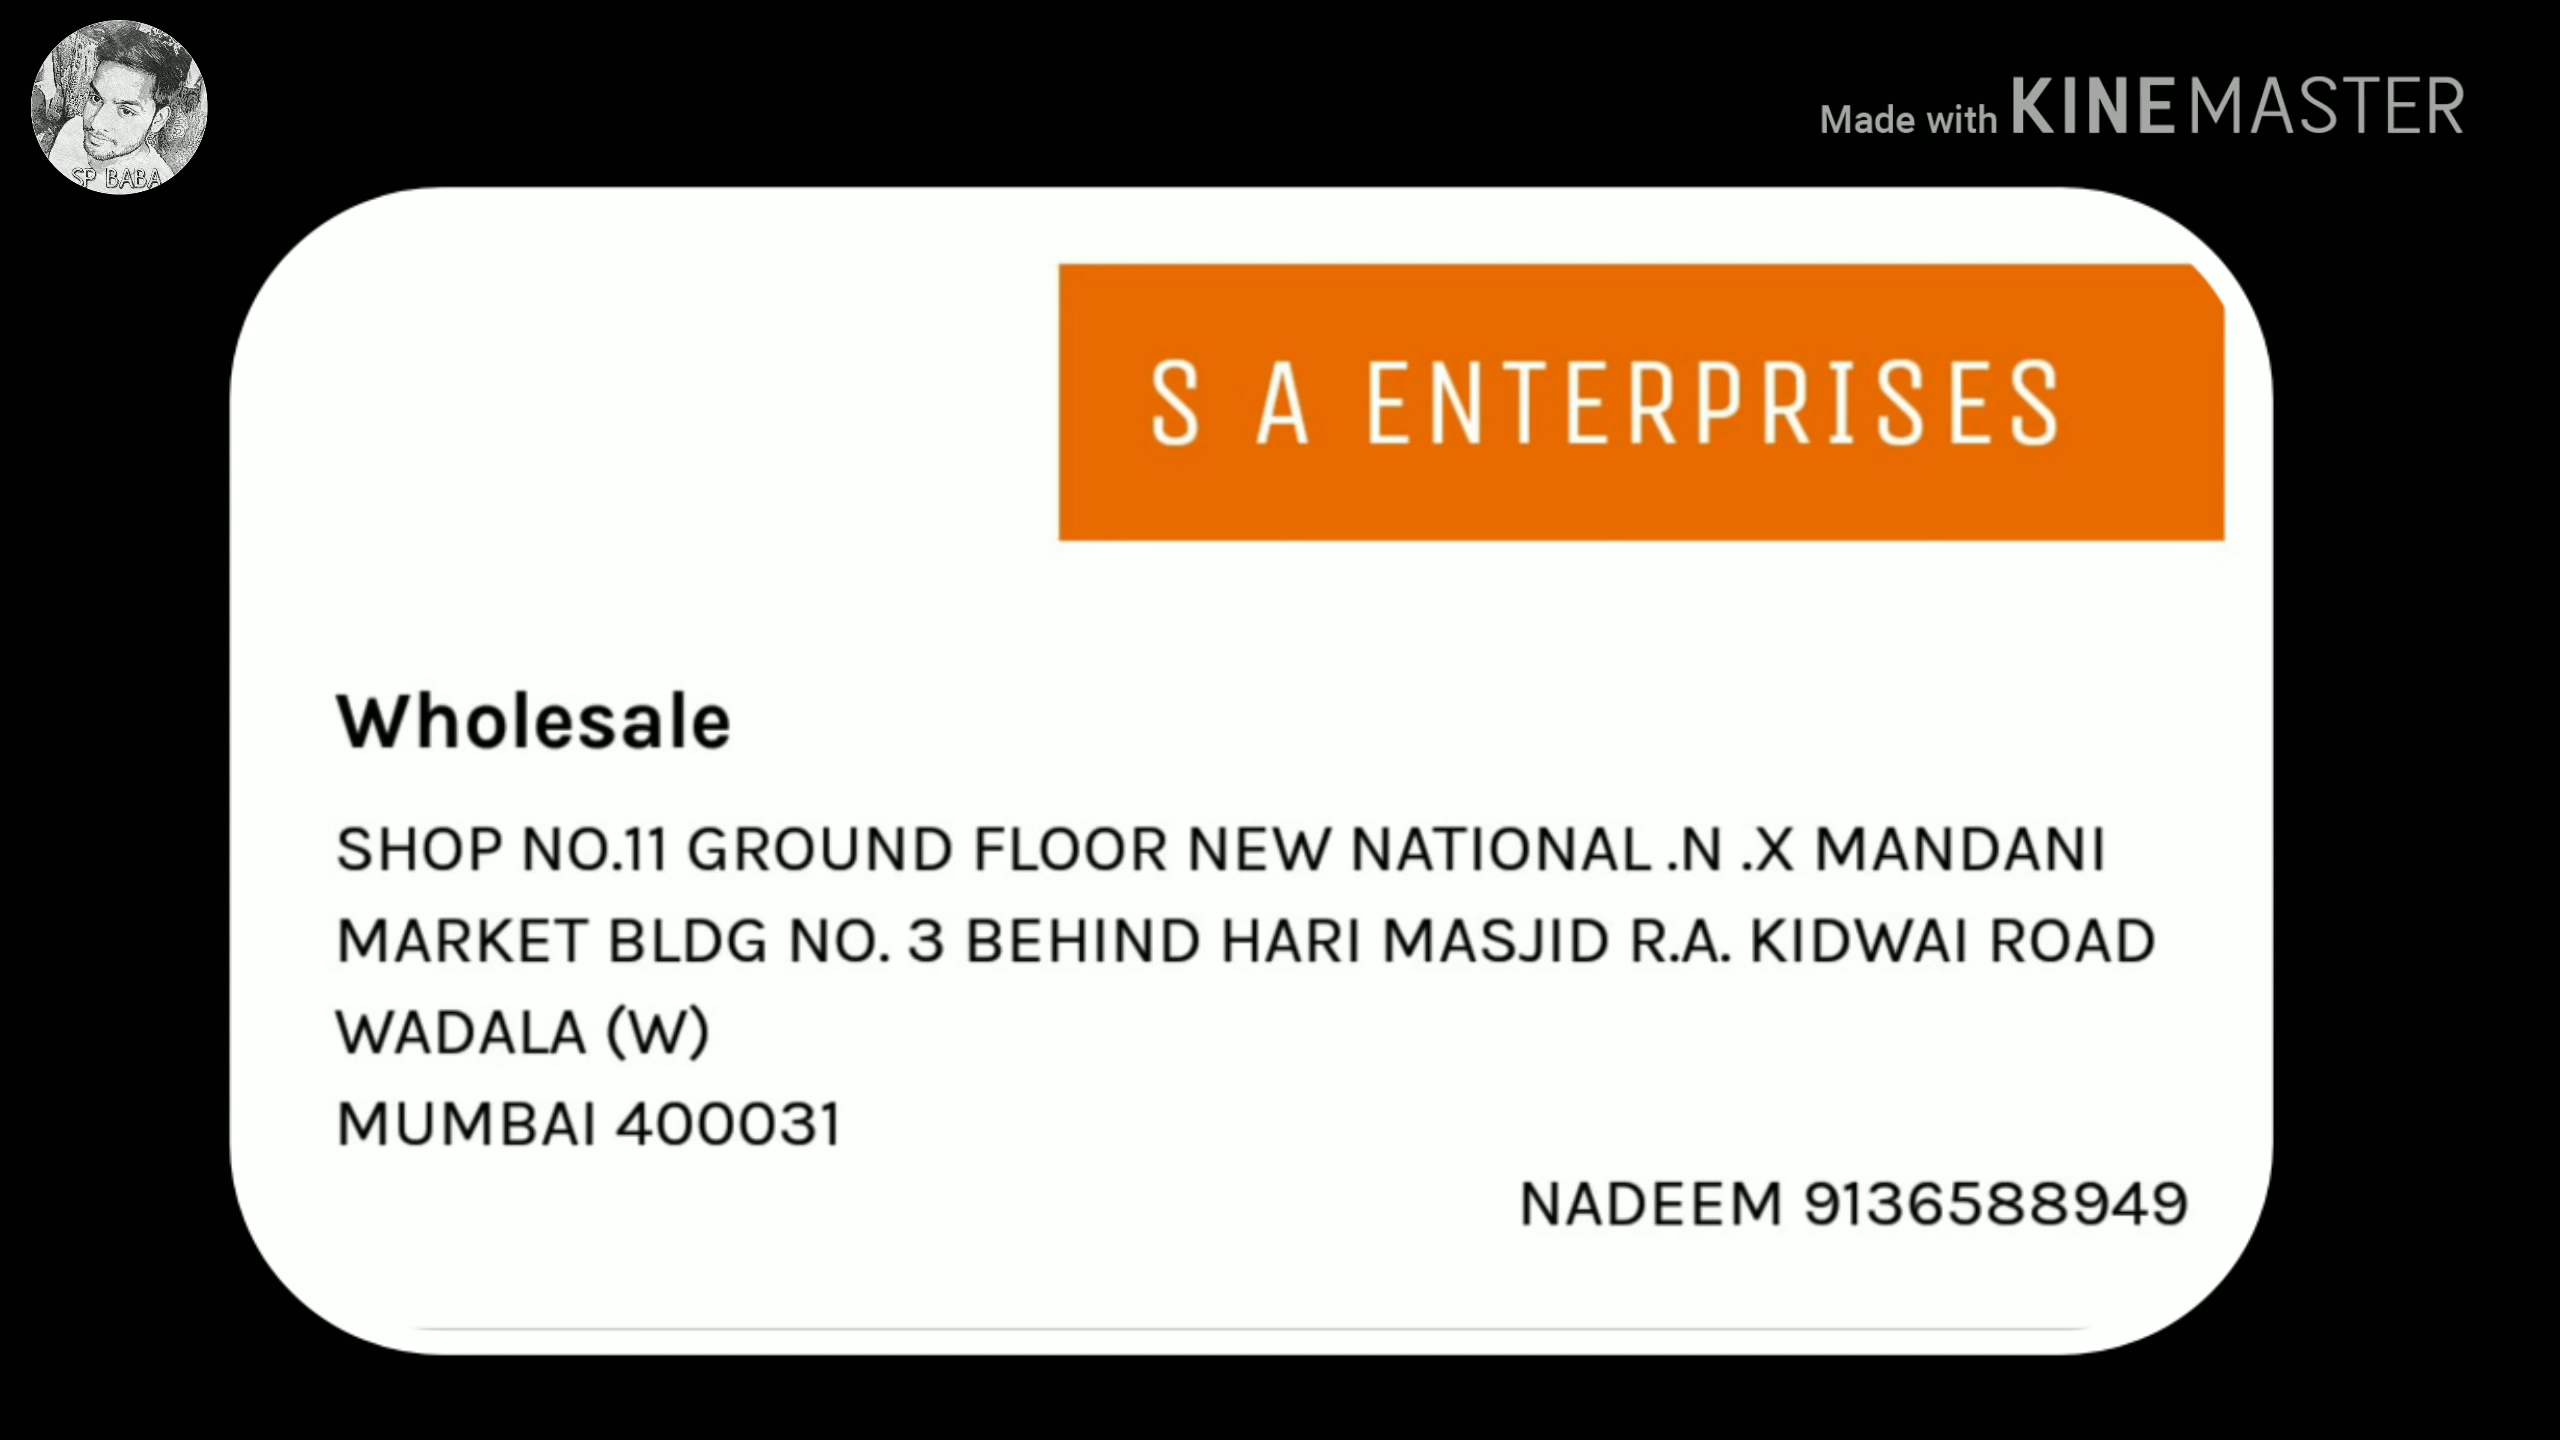 SP BABA
Made with KINEMASTER
S A ENTERPRISES
Wholesale
SHOP NO.11 GROUND FLOOR NEW NATIONAL .N .X MANDANI
MARKET BLDG NO. 3 BEHIND HARI MASJID R.A. KIDWAI ROAD
WADALA (W)
MUMBAI 400031
NADEEM 9136588949